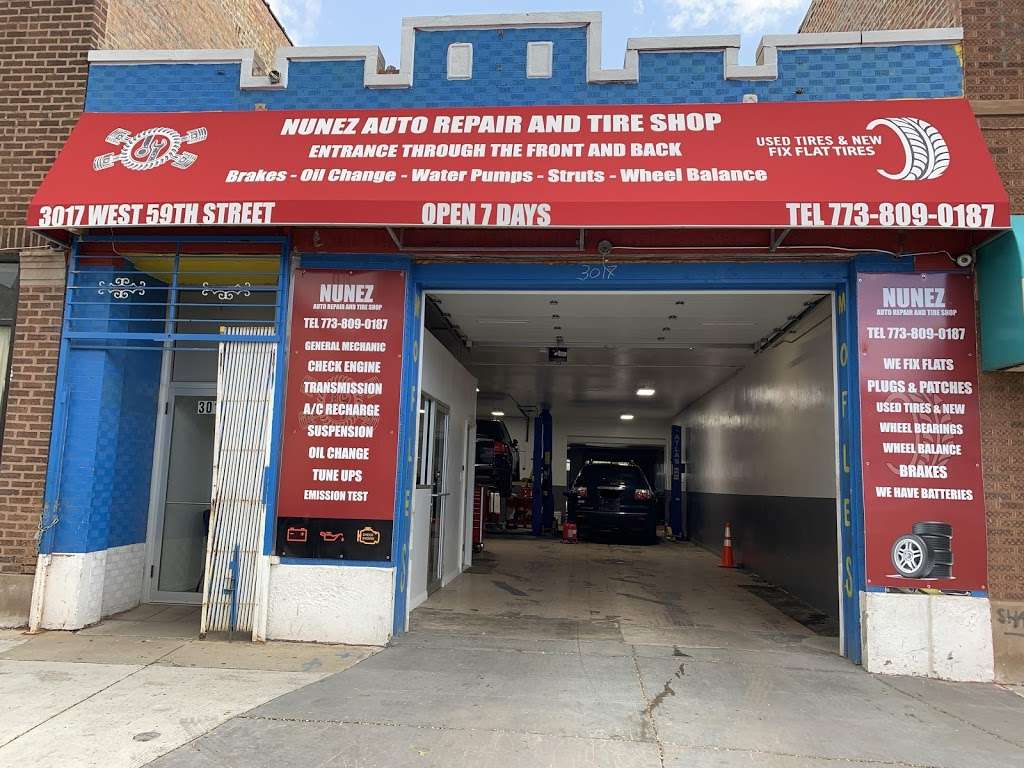 NUNEZ AUTO REPAIR AND TIRE SHOP
ENTRANCE THROUGH THE FRONT AND BACK
Brakes - Oil Change - Water Pumps - Struts - Wheel Balance
USED TIRES & NEW
FIX FLAT TIRES
3017 WEST 59TH STREET
OPEN 7 DAYS
TEL 773-809-0187
3017
NUNEZ
AUTO REPAIR AND TIRE SHOP
TEL 773-809-0187
GENERAL MECHANIC
CHECK ENGINE
TRANSMISSION
A/C RECHARGE
SUSPENSION
OIL CHANGE
TUNE UPS
EMISSION TEST
NUNEZ
AUTO REPAIR AND TIRE SHOP
TEL 773-809-0187
WE FIX FLATS
PLUGS & PATCHES
USED TIRES & NEW
WHEEL BEARINGS
WHEEL BALANCE
BRAKES
WE HAVE BATTERIES
MOFLES
MOFLES